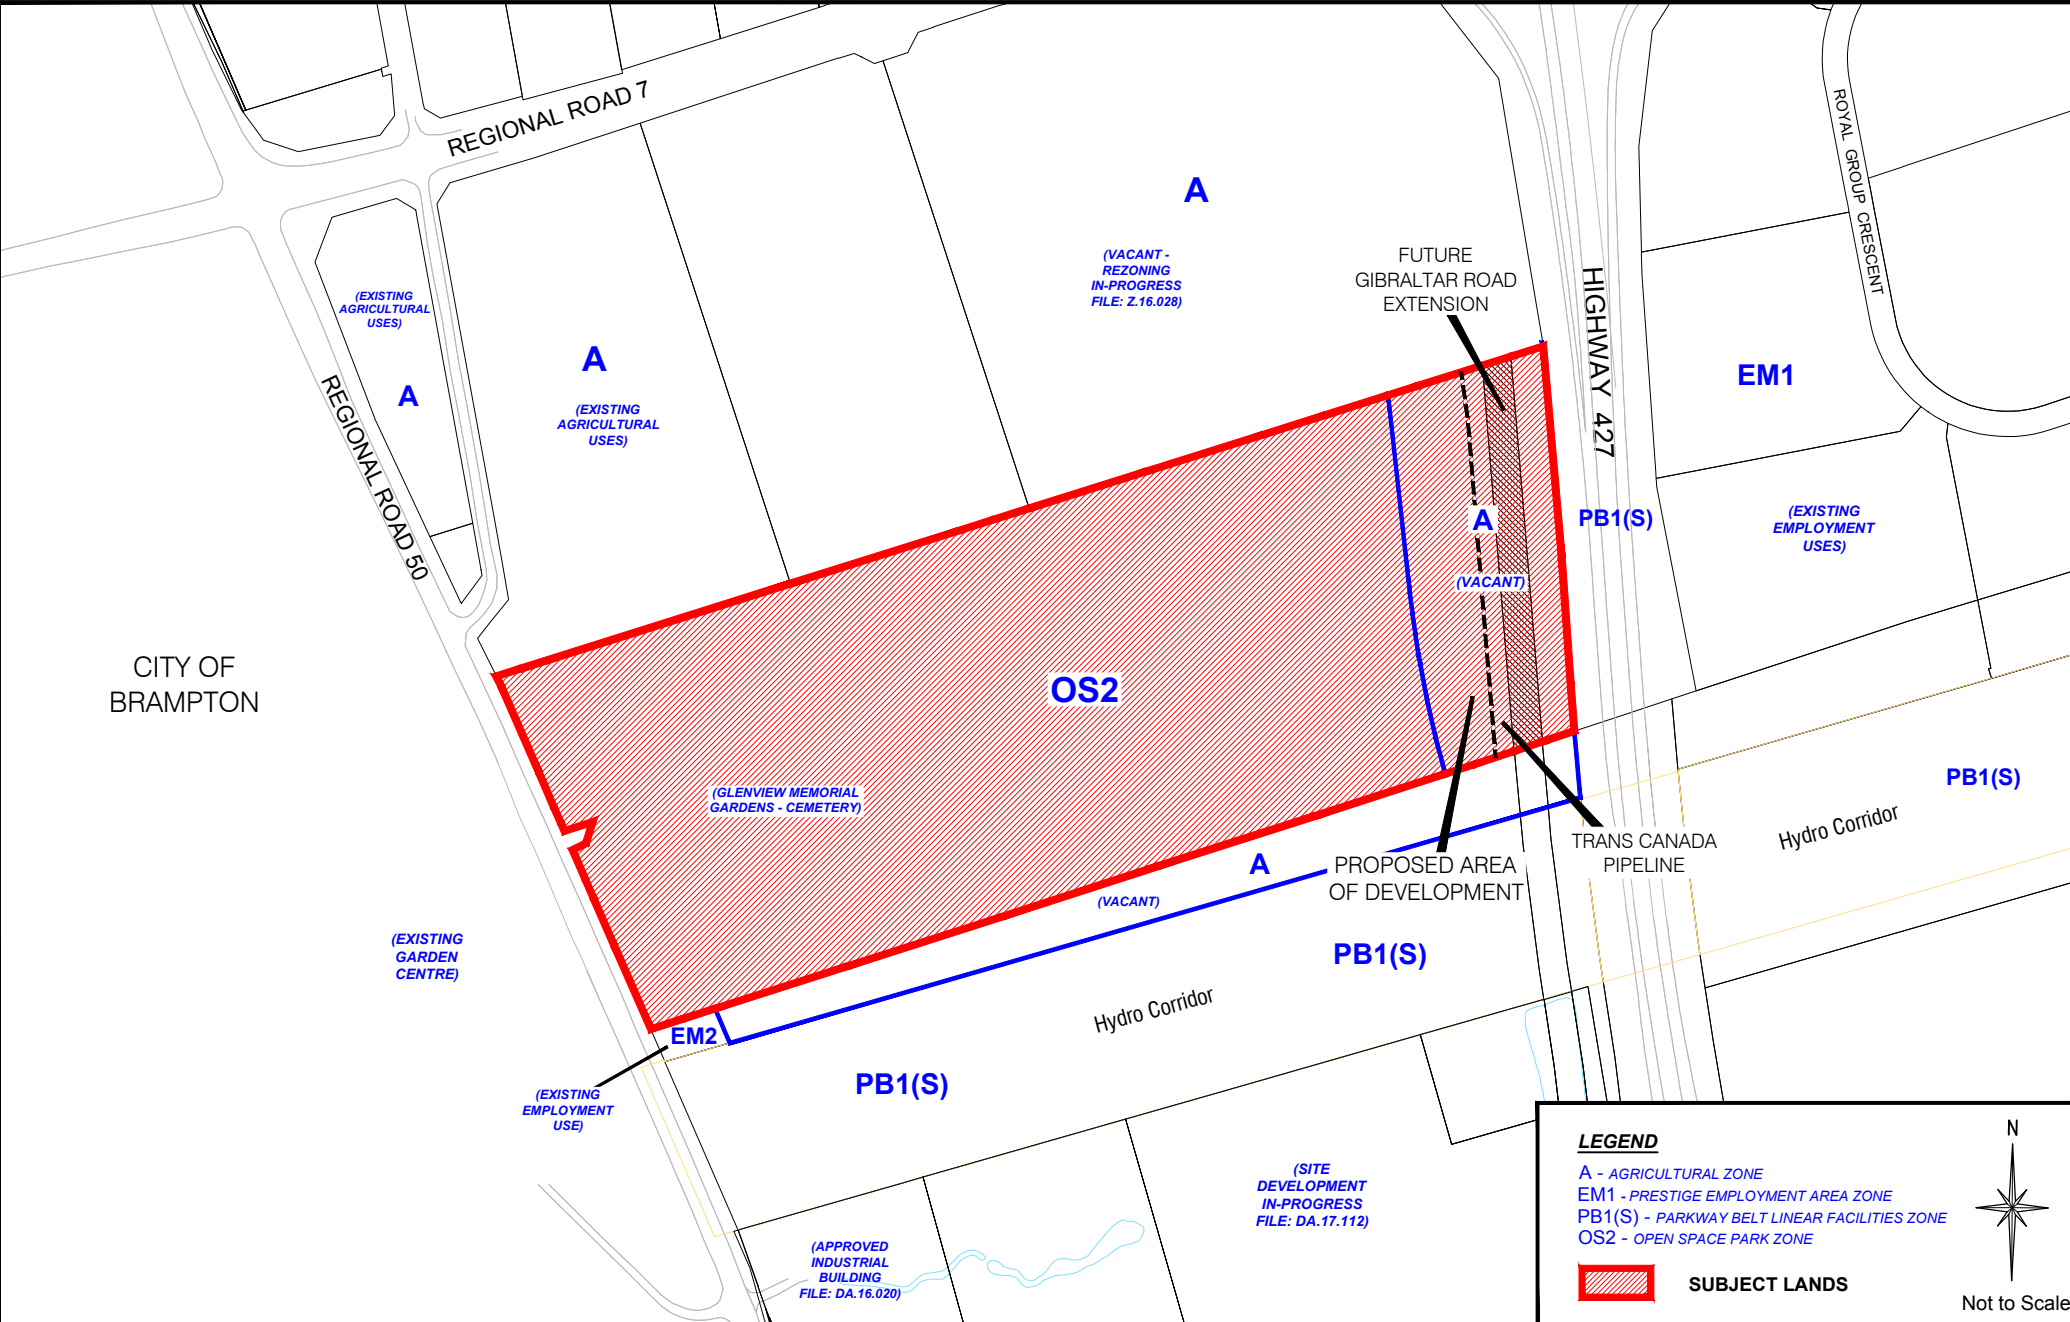 REGIONAL ROAD 7
ROYAL GROUP CRESCENT
A
(VACANT -
REZONING
IN-PROGRESS
FILE: Z.16.028)
FUTURE
GIBRALTAR ROAD
EXTENSION
HIGHWAY 427
(EXISTING
AGRICULTURAL
USES)
A
A
(EXISTING
AGRICULTURAL
USES)
REGIONAL ROAD 50
EM1
(EXISTING
EMPLOYMENT
USES)
PB1(S)
A
(VACANT)
CITY OF
BRAMPTON
OS2
(GLENVIEW MEMORIAL
GARDENS - CEMETERY)
PB1(S)
Hydro Corridor
TRANS CANADA
PIPELINE
PROPOSED AREA
OF DEVELOPMENT
A
(VACANT)
(EXISTING
GARDEN
CENTRE)
PB1(S)
Hydro Corridor
EM2
(EXISTING
EMPLOYMENT
USE)
PB1(S)
(SITE
DEVELOPMENT
IN-PROGRESS
FILE: DA.17.112)
(APPROVED
INDUSTRIAL
BUILDING
FILE: DA.16.020)
LEGEND
A - AGRICULTURAL ZONE
EM1 - PRESTIGE EMPLOYMENT AREA ZONE
PB1(S) - PARKWAY BELT LINEAR FACILITIES ZONE
OS2 - OPEN SPACE PARK ZONE
SUBJECT LANDS
N
Not to Scale